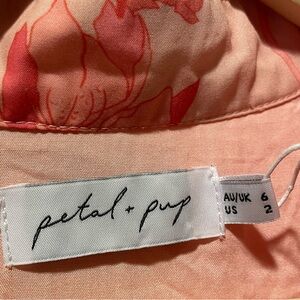 petal + pup
AU/UK 6
US 2